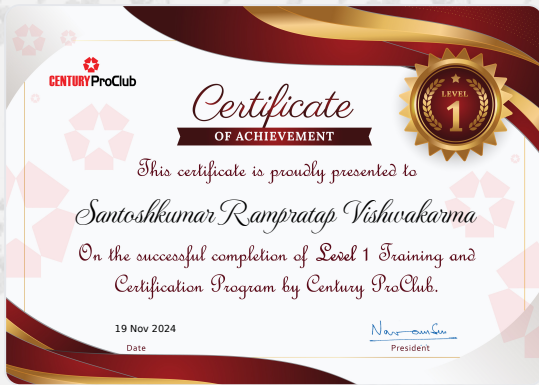 CENTURY ProClub
LEVEL
1
Certificate
OF ACHIEVEMENT
This certificate is proudly presented to
Santoshkumar Rampratap Vishwakarma
On the successful completion of Level 1 Training and
Certification Program by Century ProClub.
19 Nov 2024
Date
President